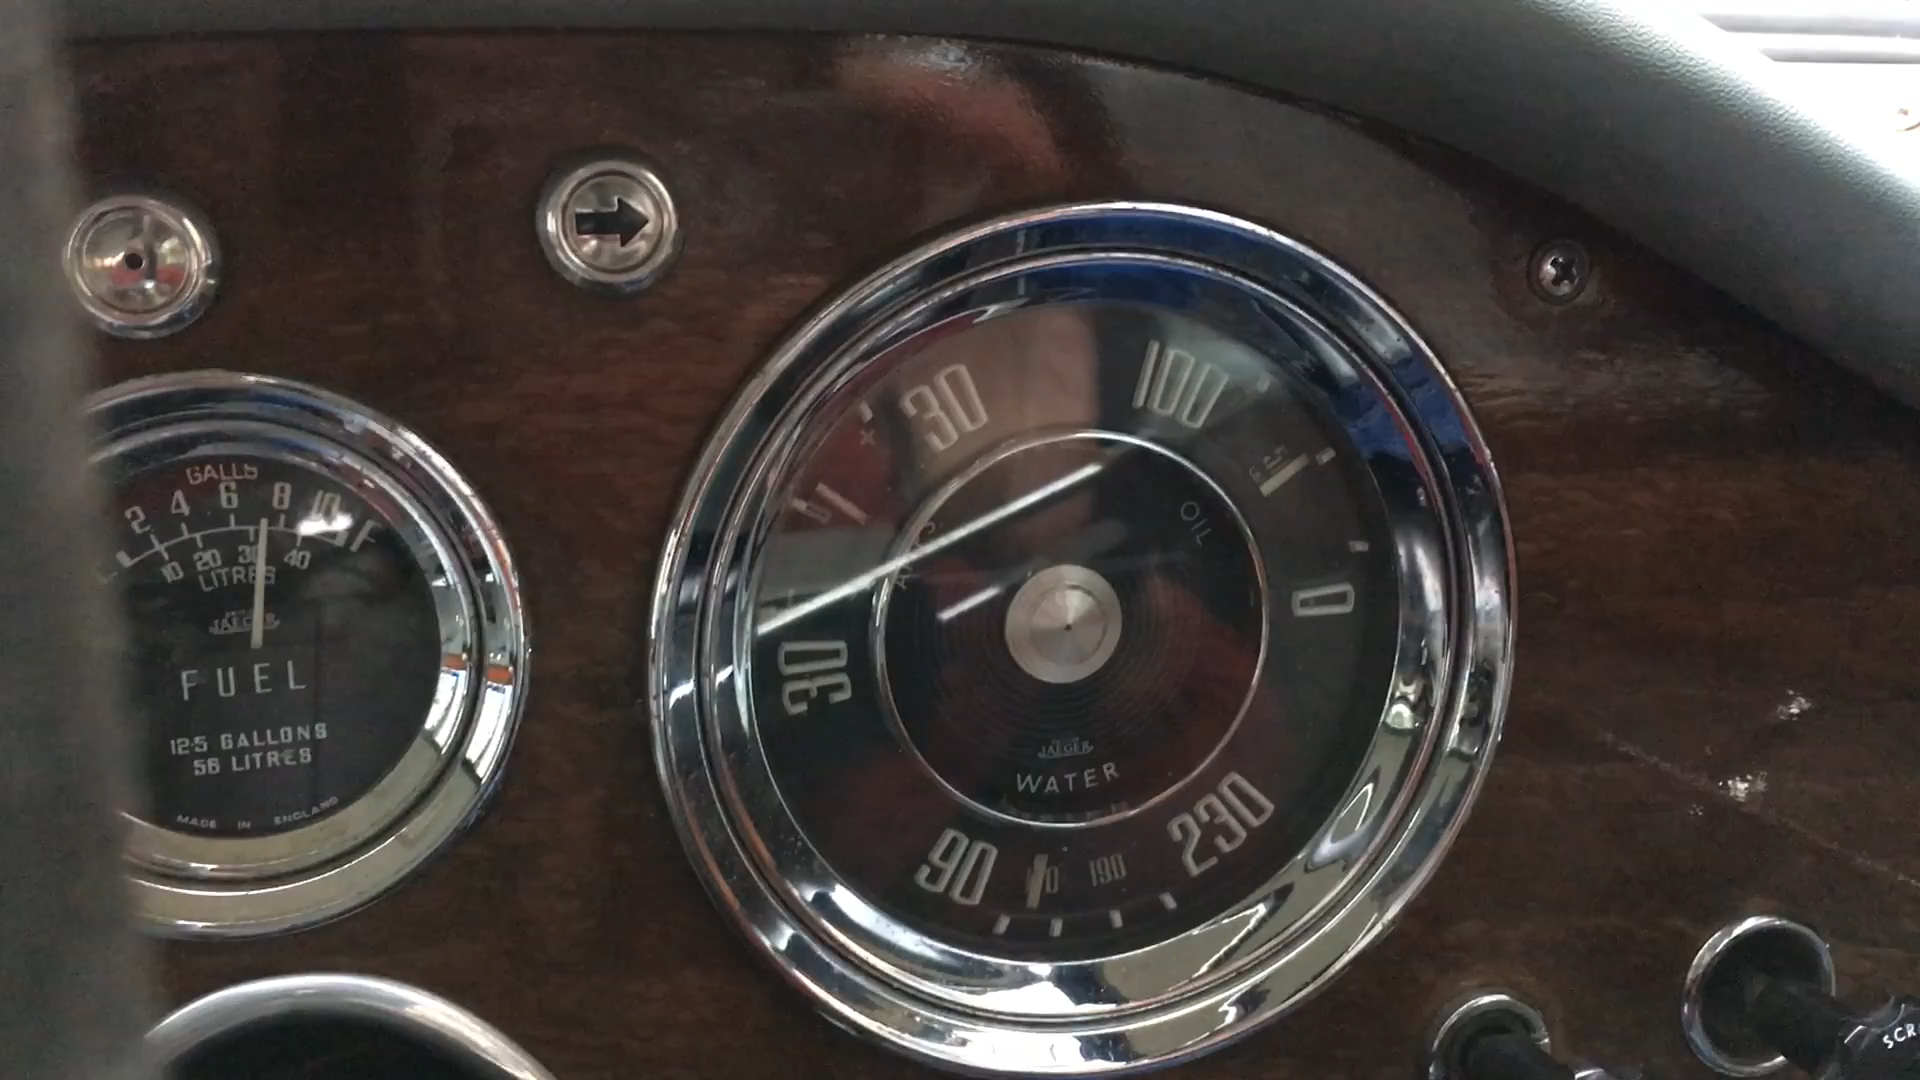 GALLS
2 4 6 8 10 F
10 20 30 40
LITRES
JAEGER
FUEL
12·5 GALLONS
56 LITRES
MADE IN ENGLAND
30 100
+
OIL
0
30
JAEGER
WATER
90 190 230
SCR